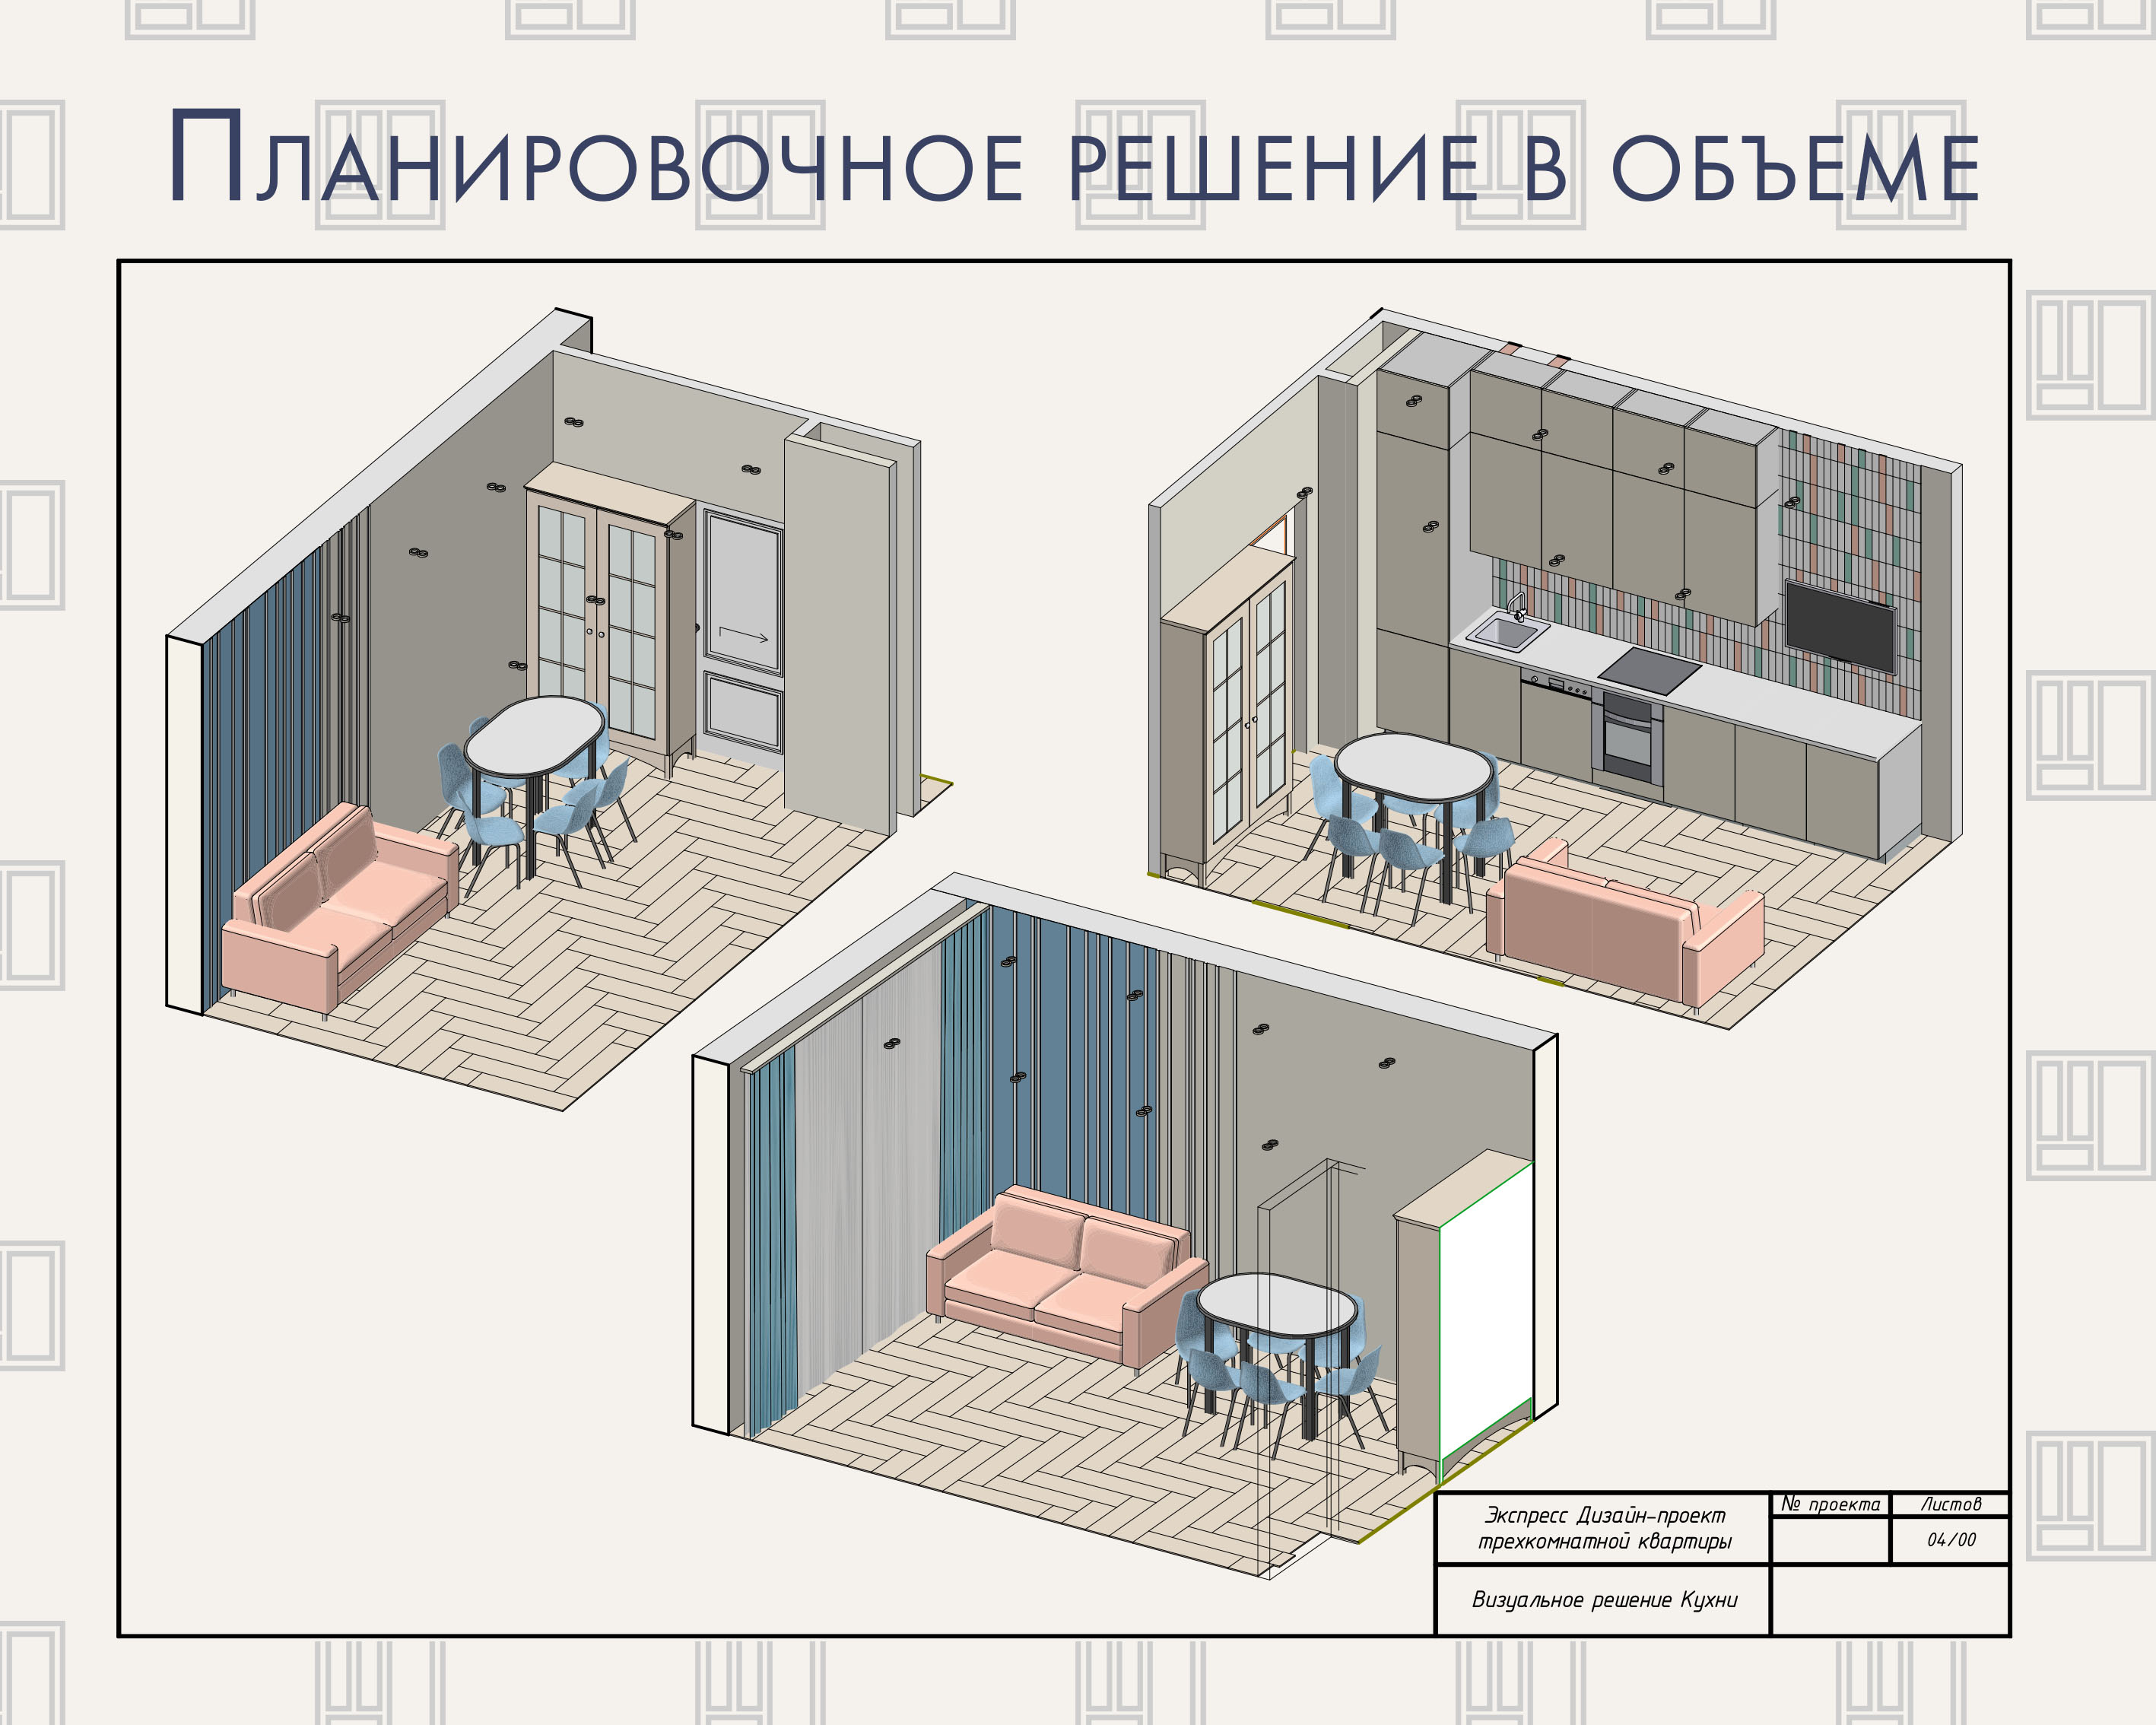 Планировочное решение в объеме
Экспресс Дизайн-проект
трехкомнатной квартиры
№ проекта
Листов
04/00
Визуальное решение Кухни